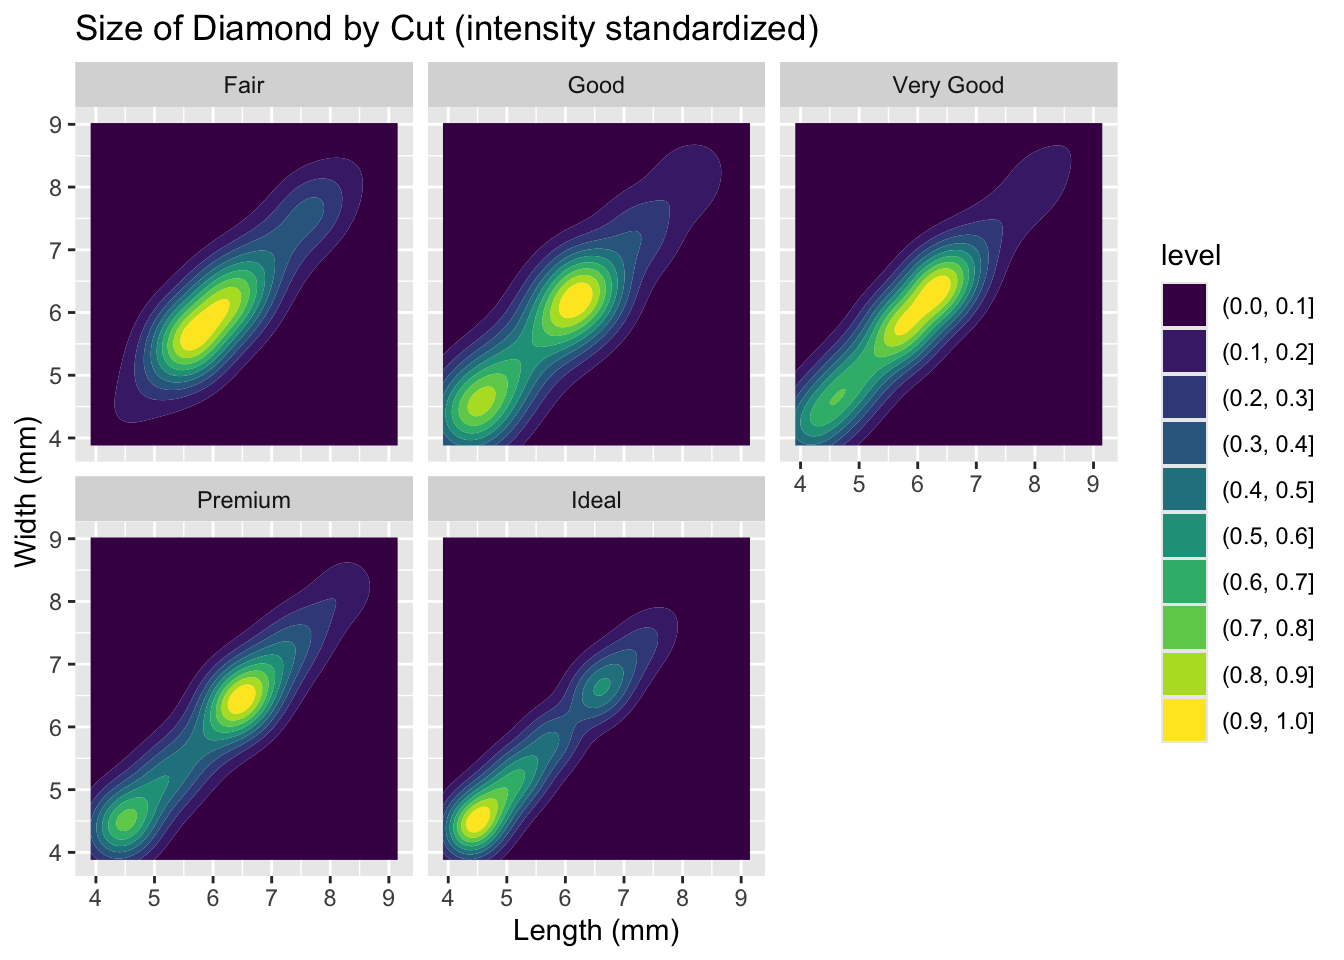 Size of Diamond by Cut (intensity standardized)
Fair
Good
Very Good
9
8
7
6
5
4
4 5 6 7 8 9
Premium
Ideal
9
8
7
6
5
4
4 5 6 7 8 9
4 5 6 7 8 9
Width (mm)
Length (mm)
level
(0.0, 0.1]
(0.1, 0.2]
(0.2, 0.3]
(0.3, 0.4]
(0.4, 0.5]
(0.5, 0.6]
(0.6, 0.7]
(0.7, 0.8]
(0.8, 0.9]
(0.9, 1.0]